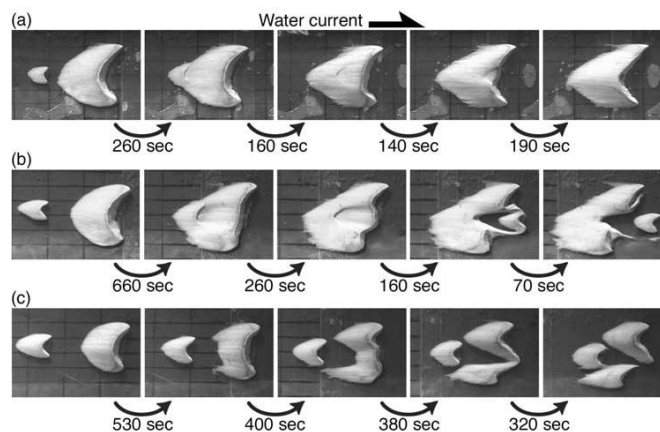 (a)
Water current
260 sec
160 sec
140 sec
190 sec
(b)
660 sec
260 sec
160 sec
70 sec
(c)
530 sec
400 sec
380 sec
320 sec